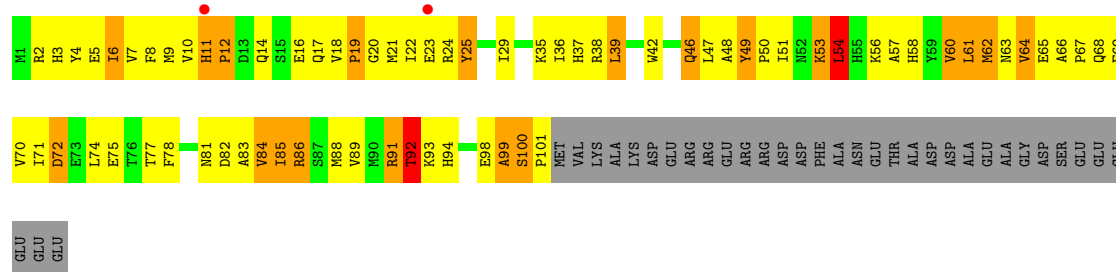 M1 R2 H3 Y4 E5 I6 V7 F8 M9 V10 H11 P12 D13 Q14 S15 E16 Q17 V18 P19 G20 M21 I22 E23 R24 Y25 I29 K35 I36 H37 R38 L39 W42 Q46 L47 A48 Y49 P50 I51 N52 K53 L54 H55 K56 A57 H58 Y59 V60 L61 M62 N63 V64 E65 A66 P67 Q68
V70 I71 D72 E73 L74 E75 T76 T77 F78 N81 D82 A83 V84 I85 R86 S87 M88 V89 M90 R91 T92 K93 H94 E98 A99 S100 P101 MET VAL LYS ALA LYS ASP GLU ARG ARG GLU ARG ARG ASP ASP PHE ALA ASN GLU THR ALA ASP ASP ALA GLU ALA GLY ASP SER GLU GLU
GLU GLU GLU